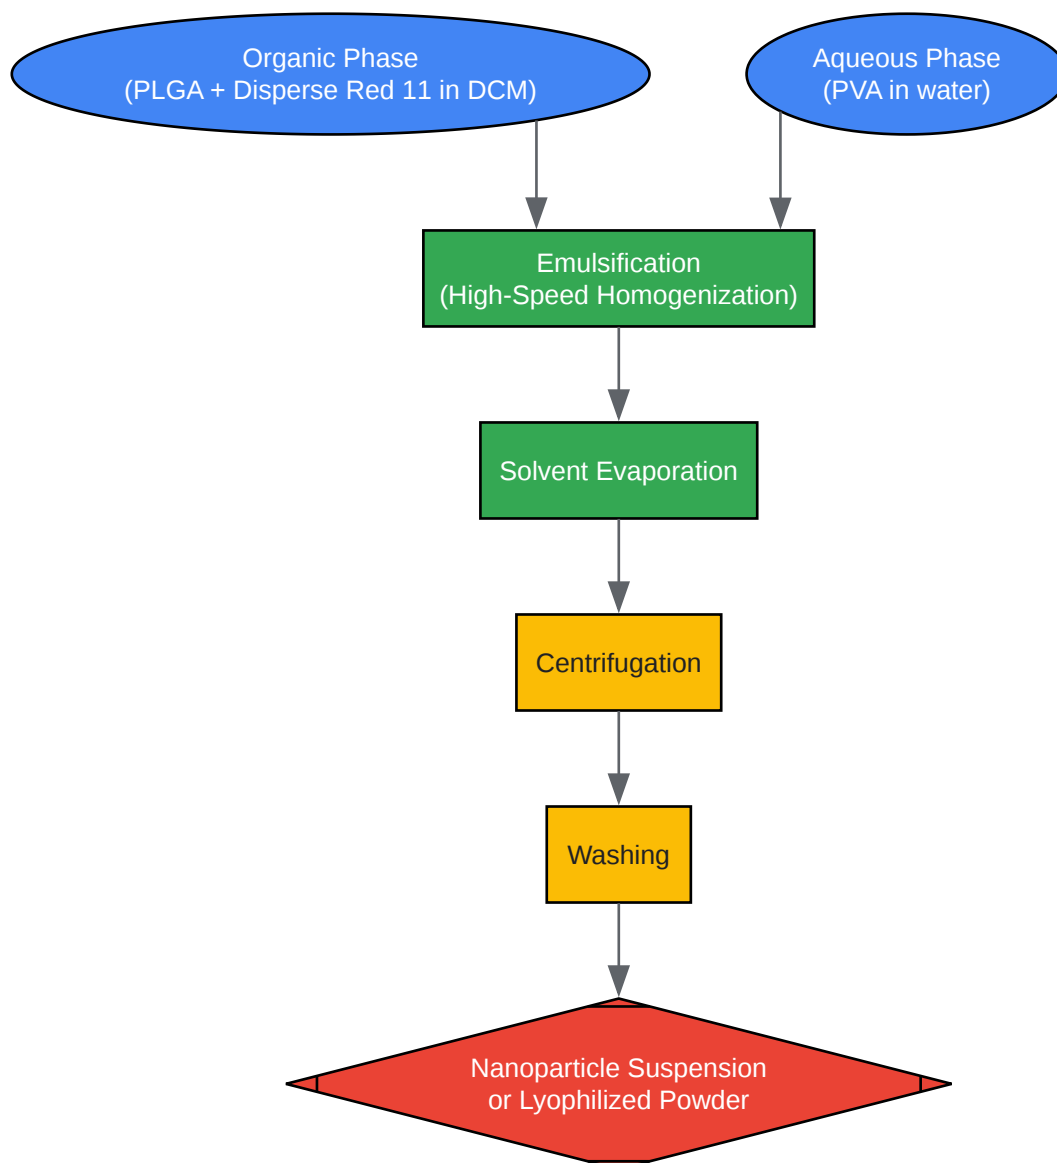 Organic Phase
(PLGA + Disperse Red 11 in DCM)
Aqueous Phase
(PVA in water)
Emulsification
(High-Speed Homogenization)
Solvent Evaporation
Centrifugation
Washing
Nanoparticle Suspension
or Lyophilized Powder